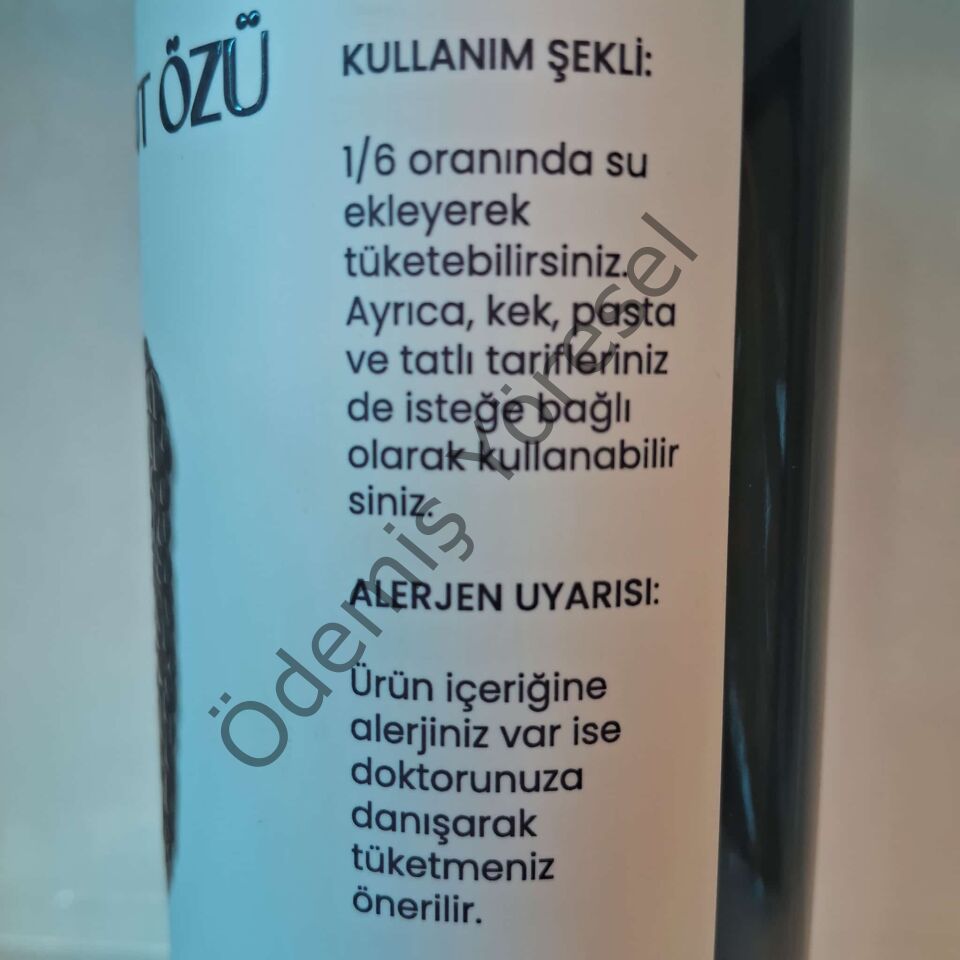 ÖZÜ
KULLANIM ŞEKLİ:
1/6 oranında su
ekleyerek
tüketebilirsiniz.
Ayrıca, kek, pasta
ve tatlı tarifleriniz
de isteğe bağlı
olarak kullanabilir
siniz.
ALERJEN UYARISI:
Ürün içeriğine
alerjiniz var ise
doktorunuza
danışarak
tüketmeniz
önerilir.
Ödemiş Yöresel